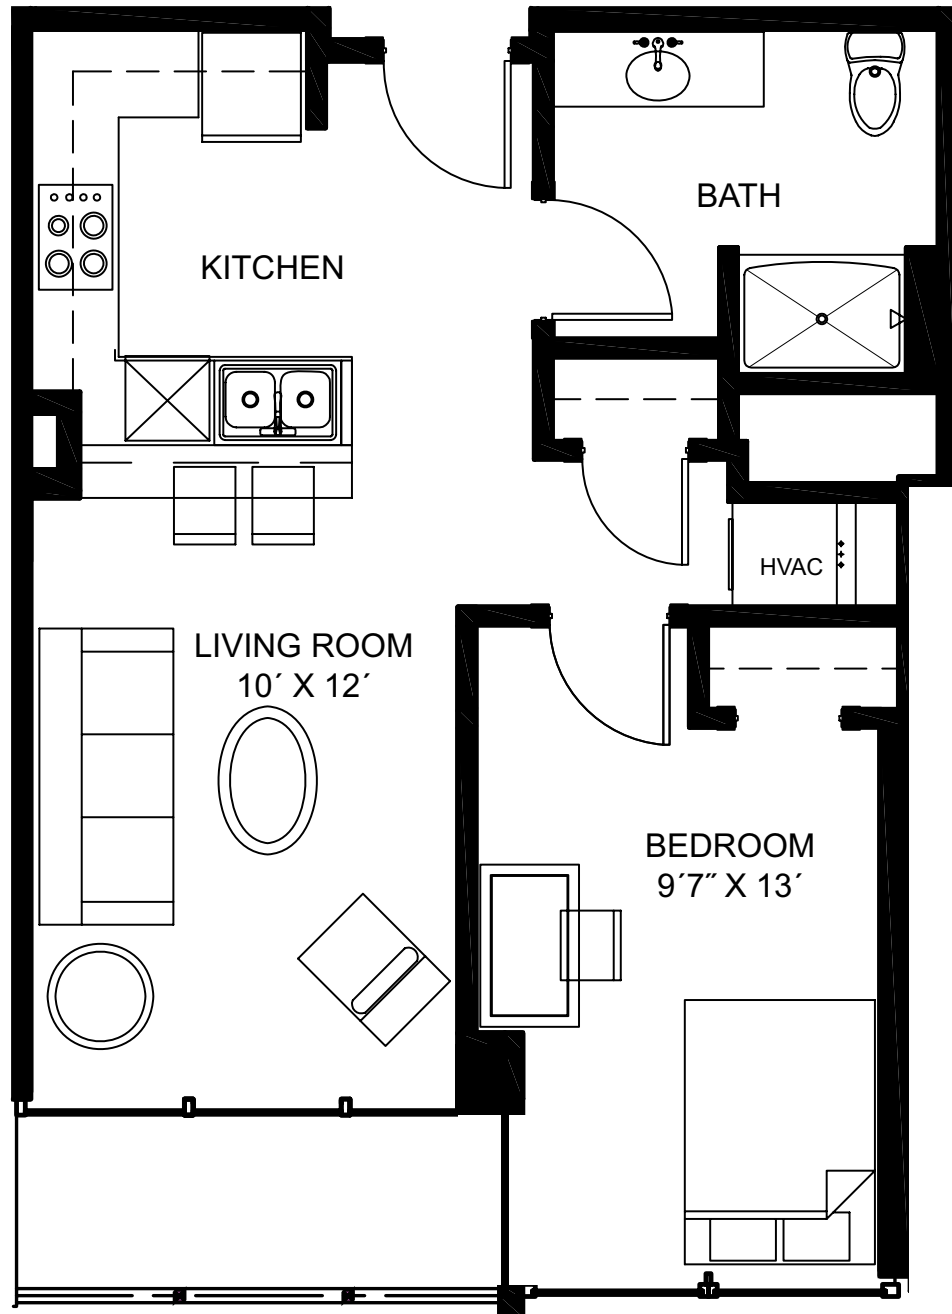 BATH
KITCHEN
HVAC
LIVING ROOM
10´ X 12´
BEDROOM
9´7˝ X 13´